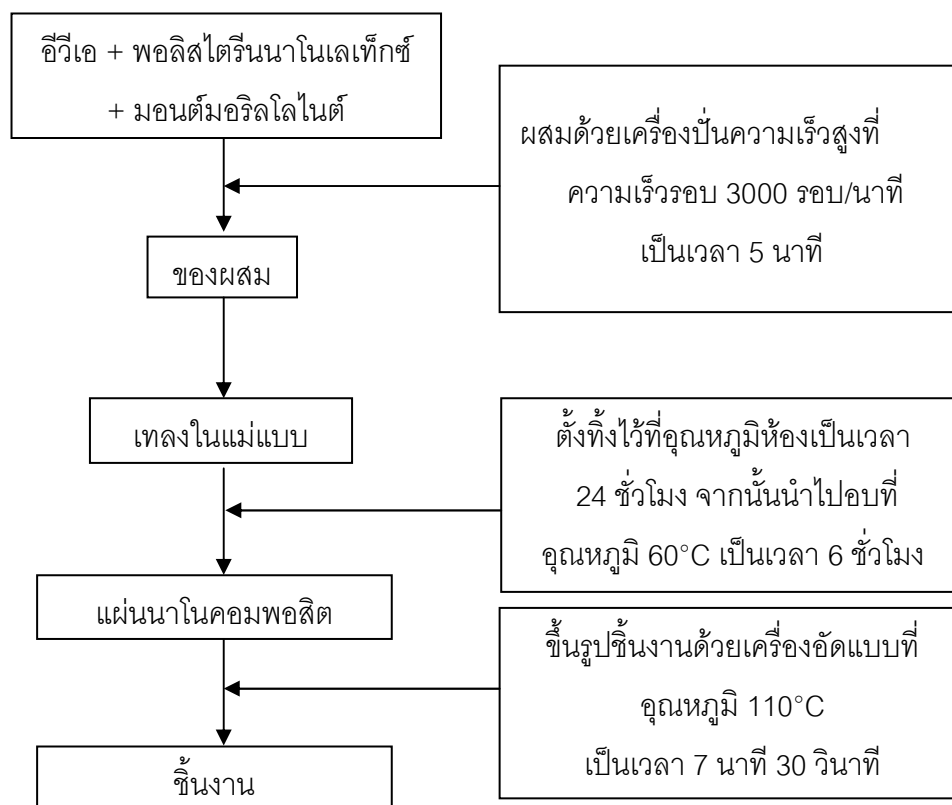 อีวีเอ + พอลิสไตรีนนาโนเลเท็กซ์
+ มอนต์มอริลโลไนต์
ผสมด้วยเครื่องปั่นความเร็วสูงที่
ความเร็วรอบ 3000 รอบ/นาที
เป็นเวลา 5 นาที
ของผสม
เทลงในแม่แบบ
ตั้งทิ้งไว้ที่อุณหภูมิห้องเป็นเวลา
24 ชั่วโมง จากนั้นนำไปอบที่
อุณหภูมิ 60°C เป็นเวลา 6 ชั่วโมง
แผ่นนาโนคอมพอสิต
ขึ้นรูปชิ้นงานด้วยเครื่องอัดแบบที่
อุณหภูมิ 110°C
เป็นเวลา 7 นาที 30 วินาที
ชิ้นงาน